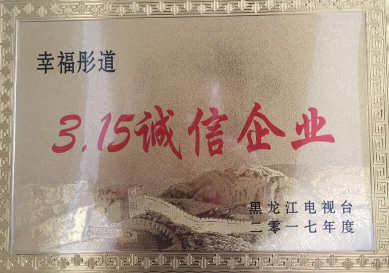 幸福彤道
3.15诚信企业
黑龙江电视台
二零一七年度